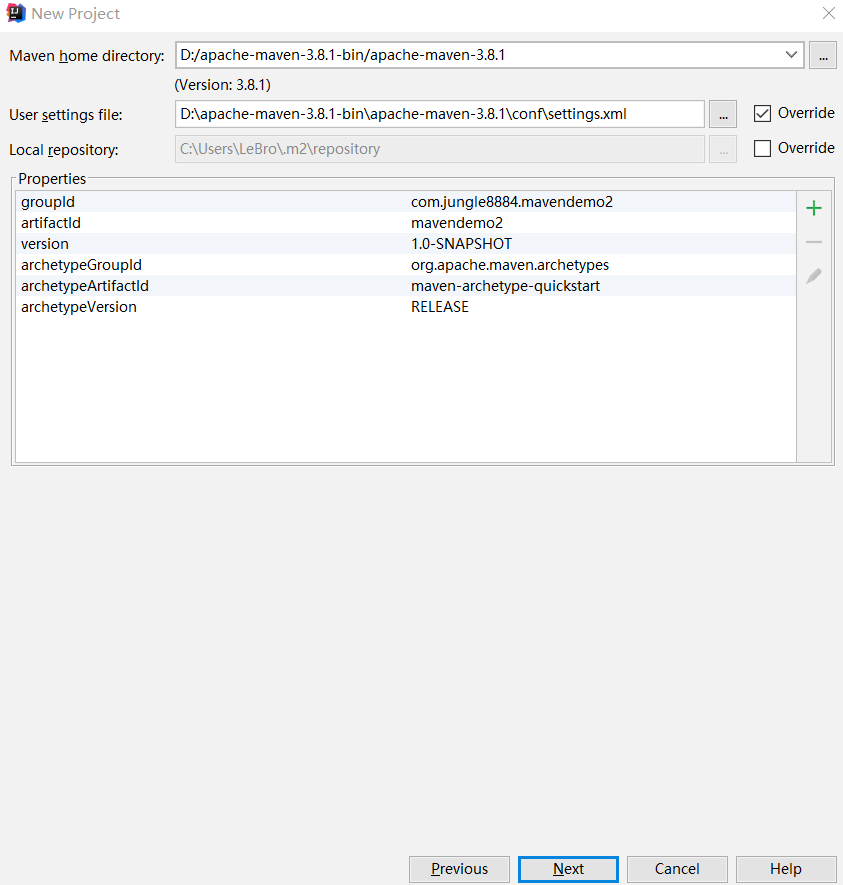 New Project
Maven home directory: D:/apache-maven-3.8.1-bin/apache-maven-3.8.1 ...
(Version: 3.8.1)
User settings file: D:\apache-maven-3.8.1-bin\apache-maven-3.8.1\conf\settings.xml ... Override
Local repository: C:\Users\LeBro\.m2\repository ... Override
Properties
groupId com.jungle8884.mavendemo2
artifactId mavendemo2
version 1.0-SNAPSHOT
archetypeGroupId org.apache.maven.archetypes
archetypeArtifactId maven-archetype-quickstart
archetypeVersion RELEASE
Previous Next Cancel Help